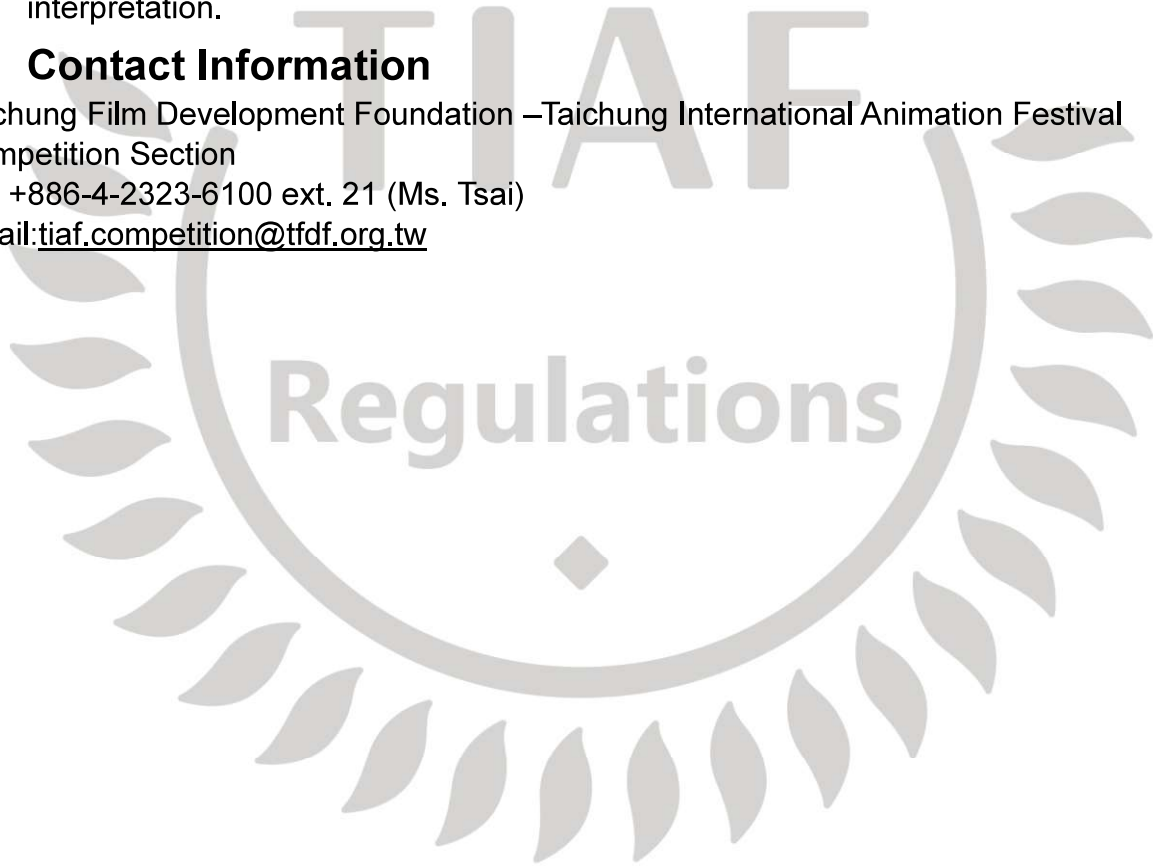 interpretation.
Contact Information
chung Film Development Foundation –Taichung International Animation Festival
mpetition Section
+886-4-2323-6100 ext. 21 (Ms. Tsai)
ail:tiaf.competition@tfdf.org.tw
TIAF
Regulations